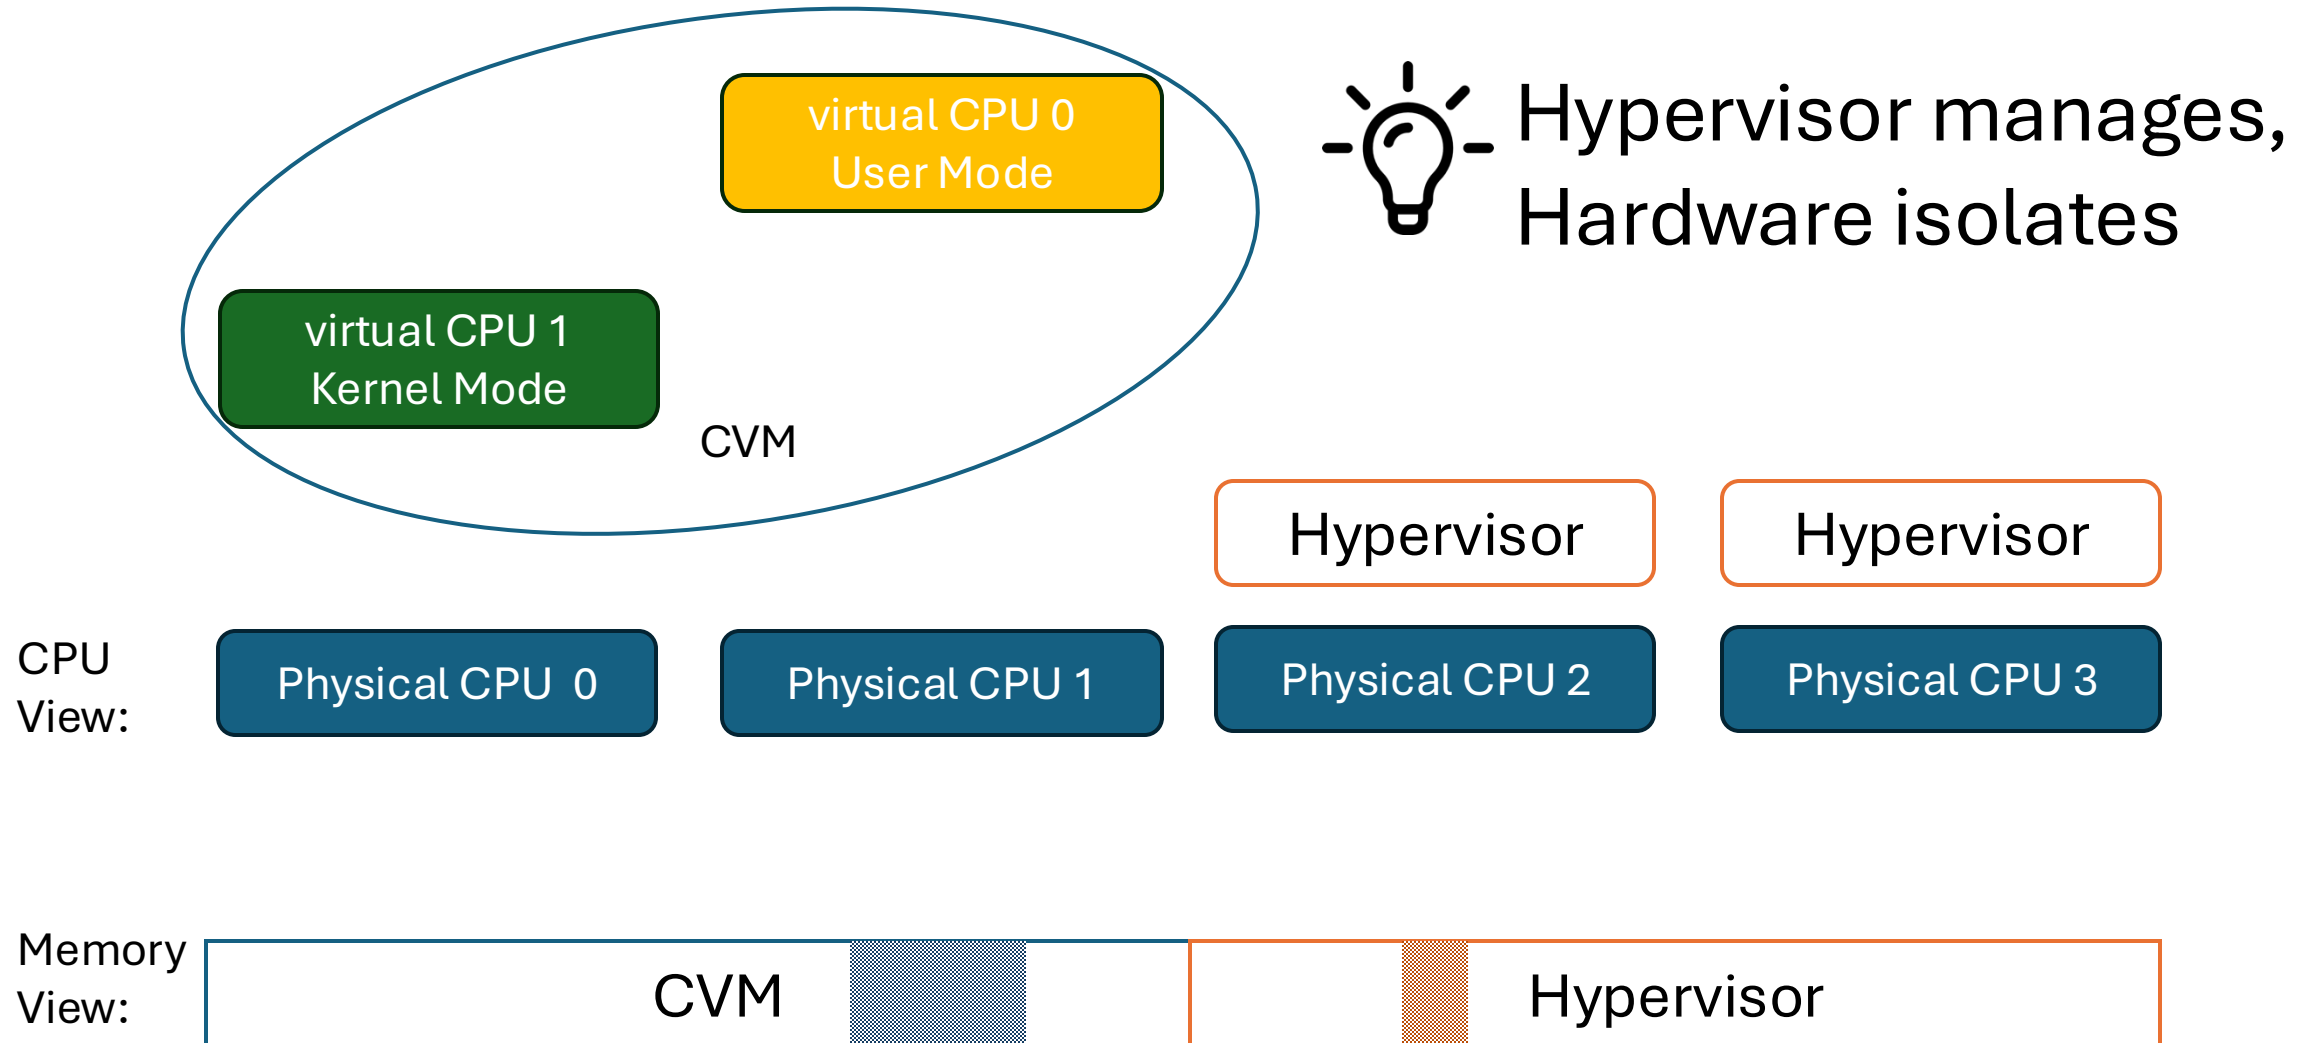 virtual CPU 0
User Mode
Hypervisor manages,
Hardware isolates
virtual CPU 1
Kernel Mode
CVM
Hypervisor
Hypervisor
CPU
View:
Physical CPU 0
Physical CPU 1
Physical CPU 2
Physical CPU 3
Memory
View:
CVM
Hypervisor